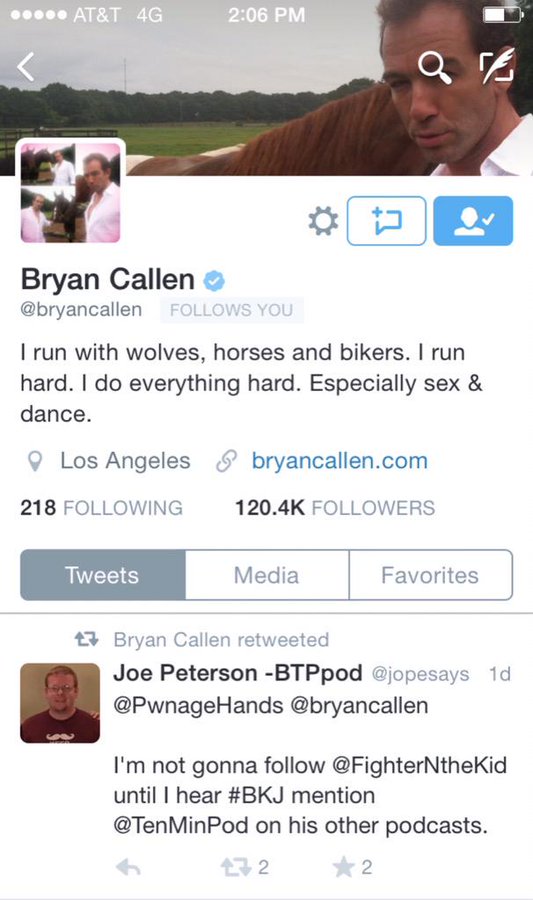 AT&T 4G 2:06 PM
Bryan Callen
@bryancallen FOLLOWS YOU
I run with wolves, horses and bikers. I run
hard. I do everything hard. Especially sex &
dance.
Los Angeles bryancallen.com
218 FOLLOWING 120.4K FOLLOWERS
Tweets Media Favorites
Bryan Callen retweeted
Joe Peterson -BTPpod @jopesays 1d
@PwnageHands @bryancallen
I'm not gonna follow @FighterNtheKid
until I hear #BKJ mention
@TenMinPod on his other podcasts.
2 2